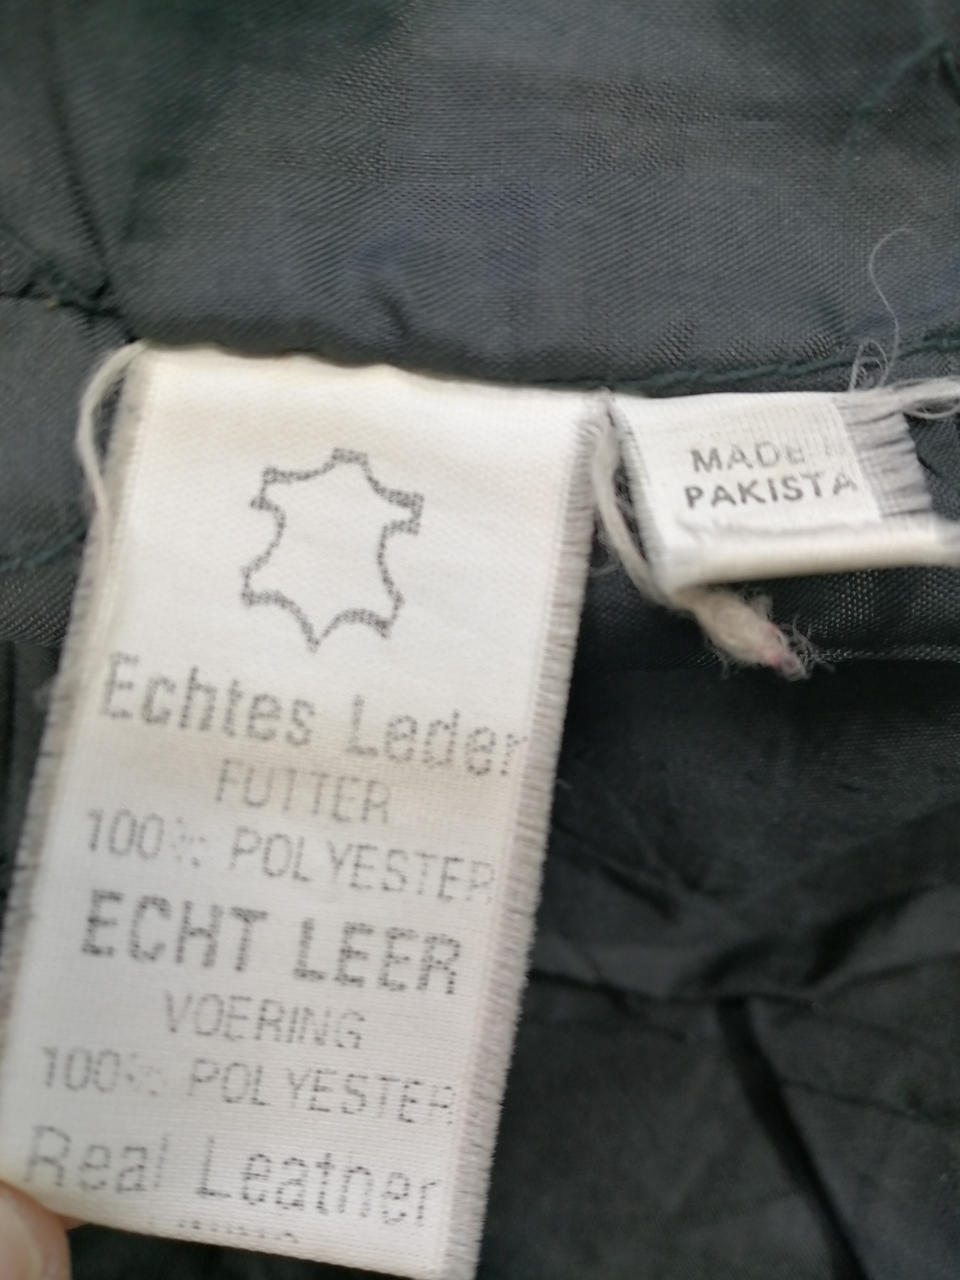 Echtes Leder
FUTTER
100% POLYESTER
ECHT LEER
VOERING
100% POLYESTER
Real Leather
MADE
PAKISTA